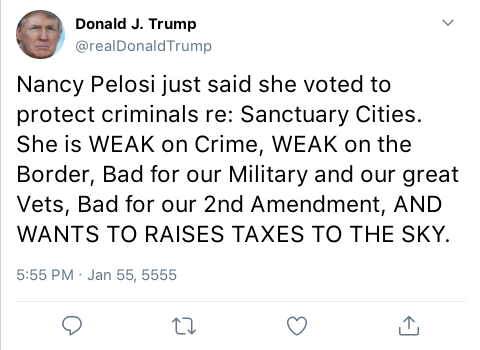 Donald J. Trump
@realDonaldTrump
Nancy Pelosi just said she voted to
protect criminals re: Sanctuary Cities.
She is WEAK on Crime, WEAK on the
Border, Bad for our Military and our great
Vets, Bad for our 2nd Amendment, AND
WANTS TO RAISES TAXES TO THE SKY.
5:55 PM · Jan 55, 5555